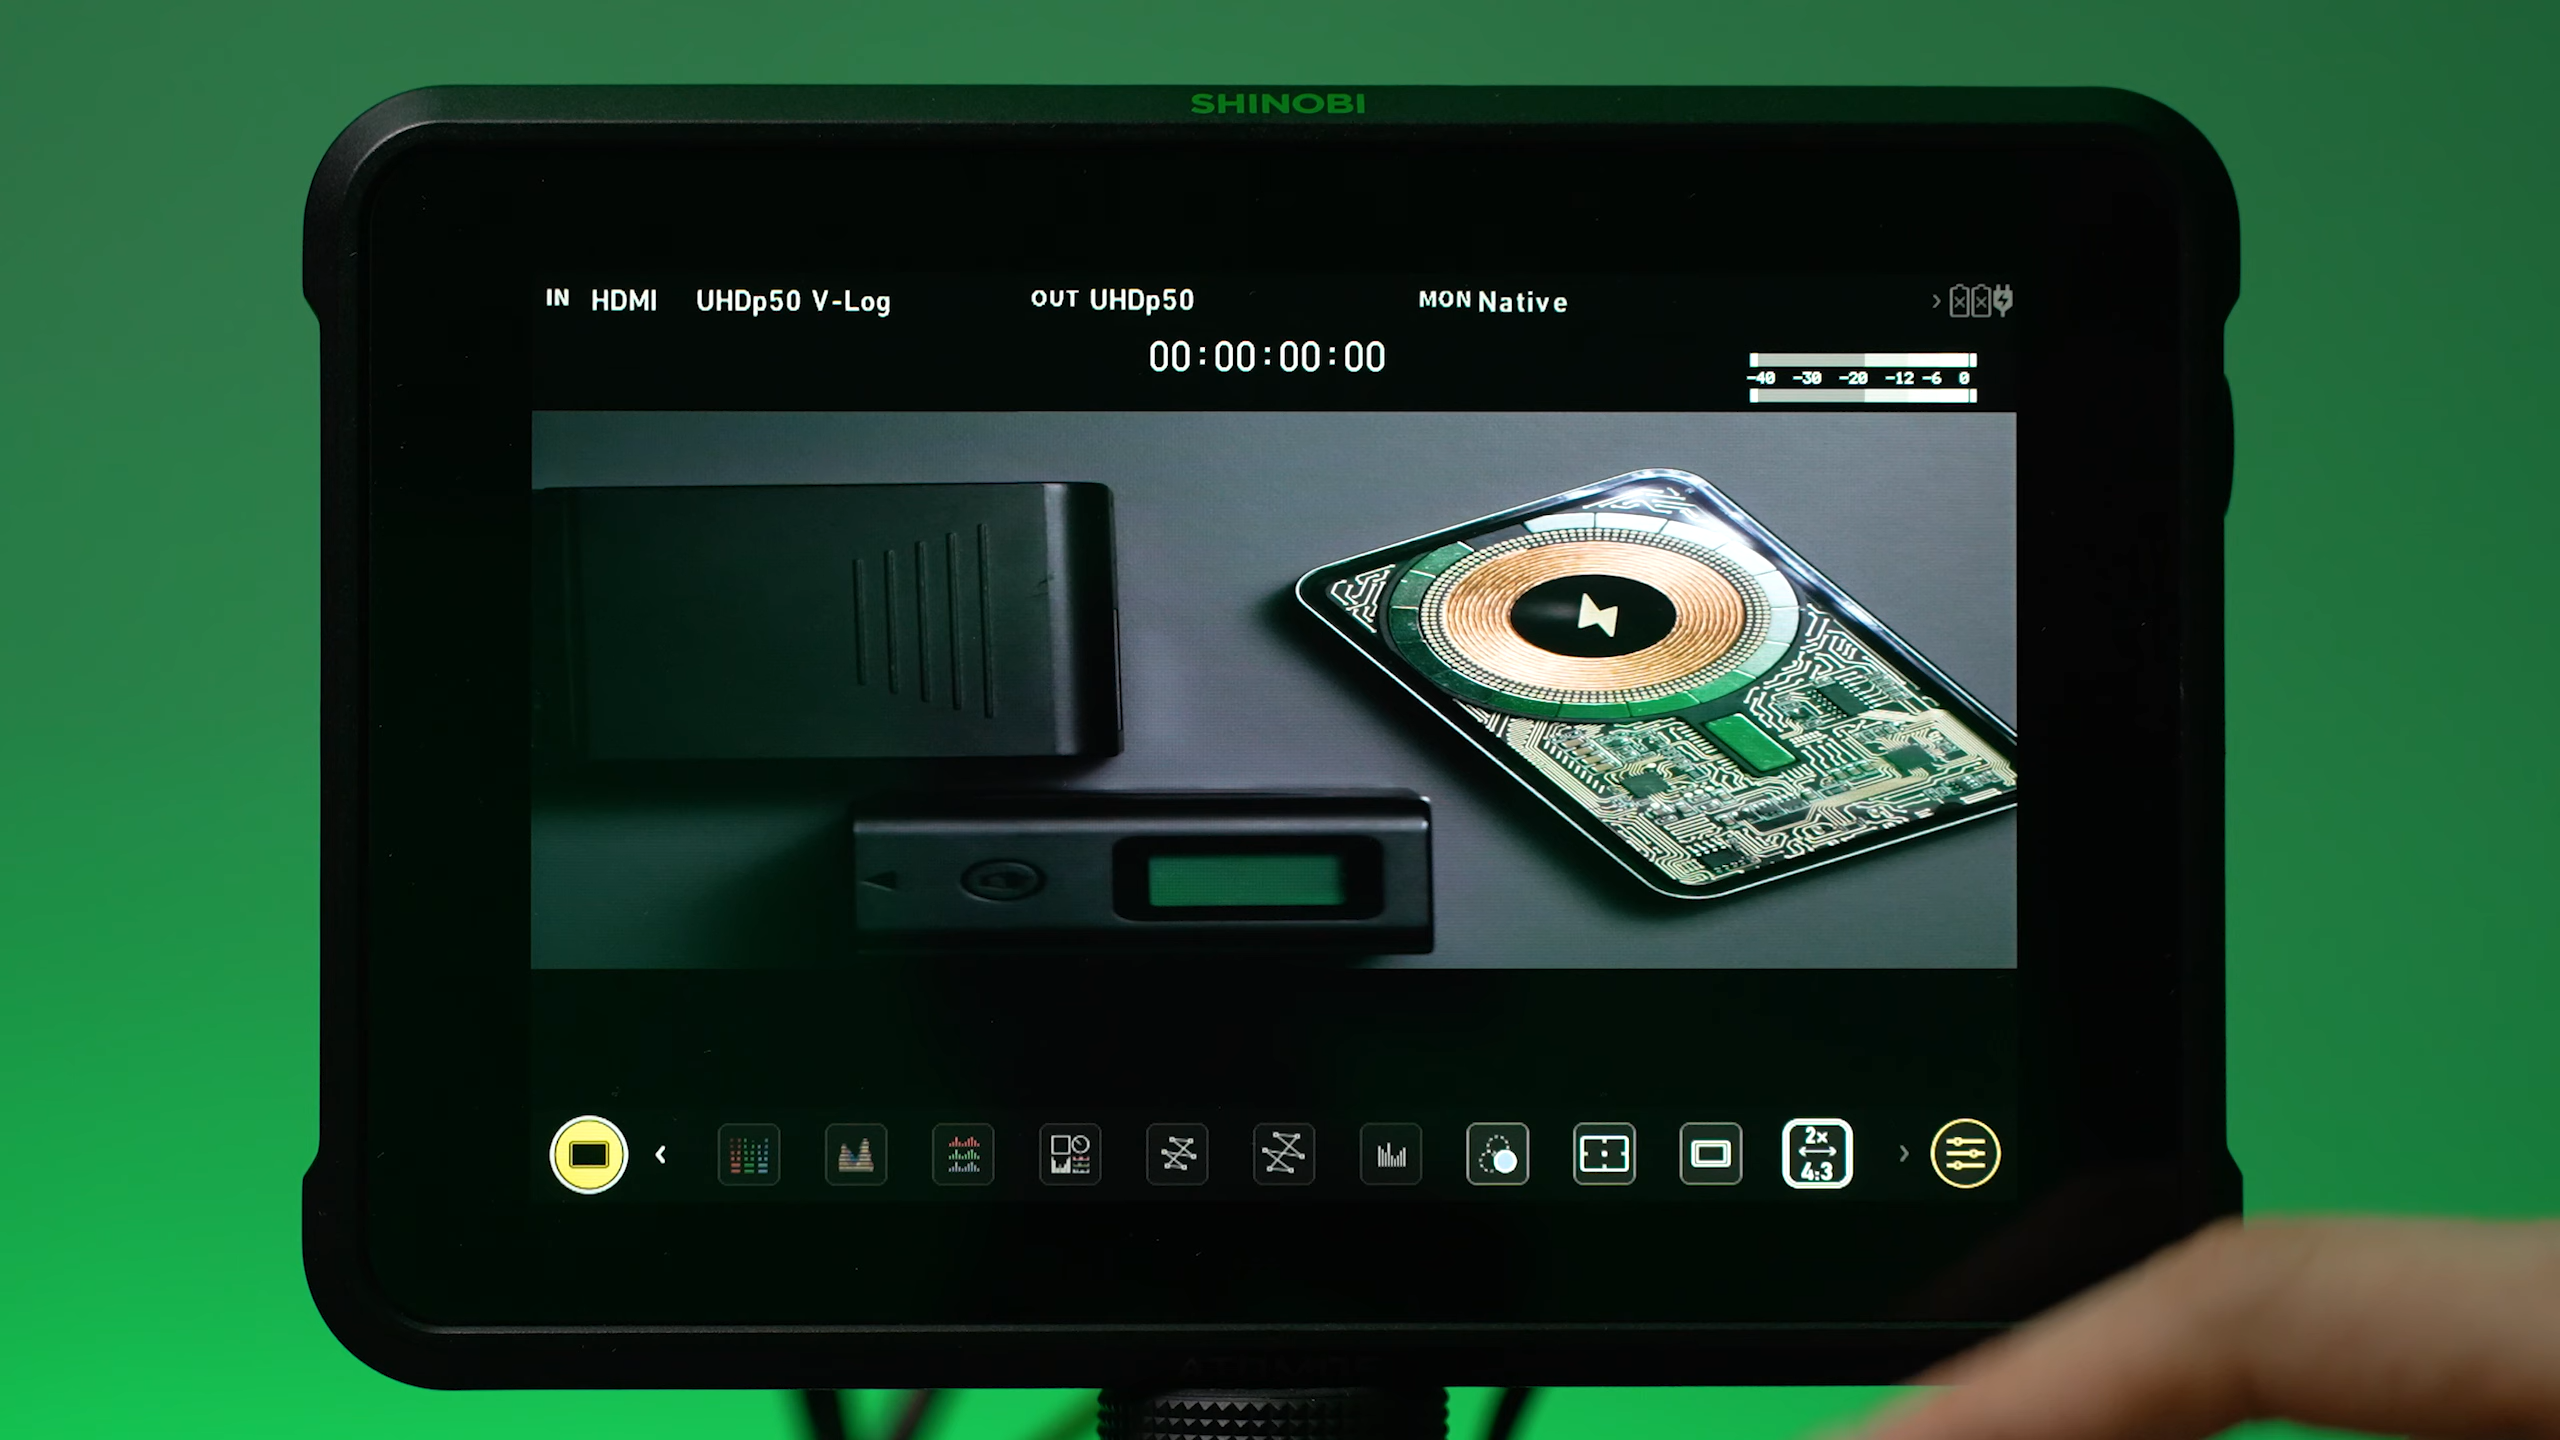 SHINOBI
IN HDMI UHDp50 V-Log OUT UHDp50 MON Native
00:00:00:00
-40 -30 -20 -12 -6 0
2x
4:3
ATOMOS